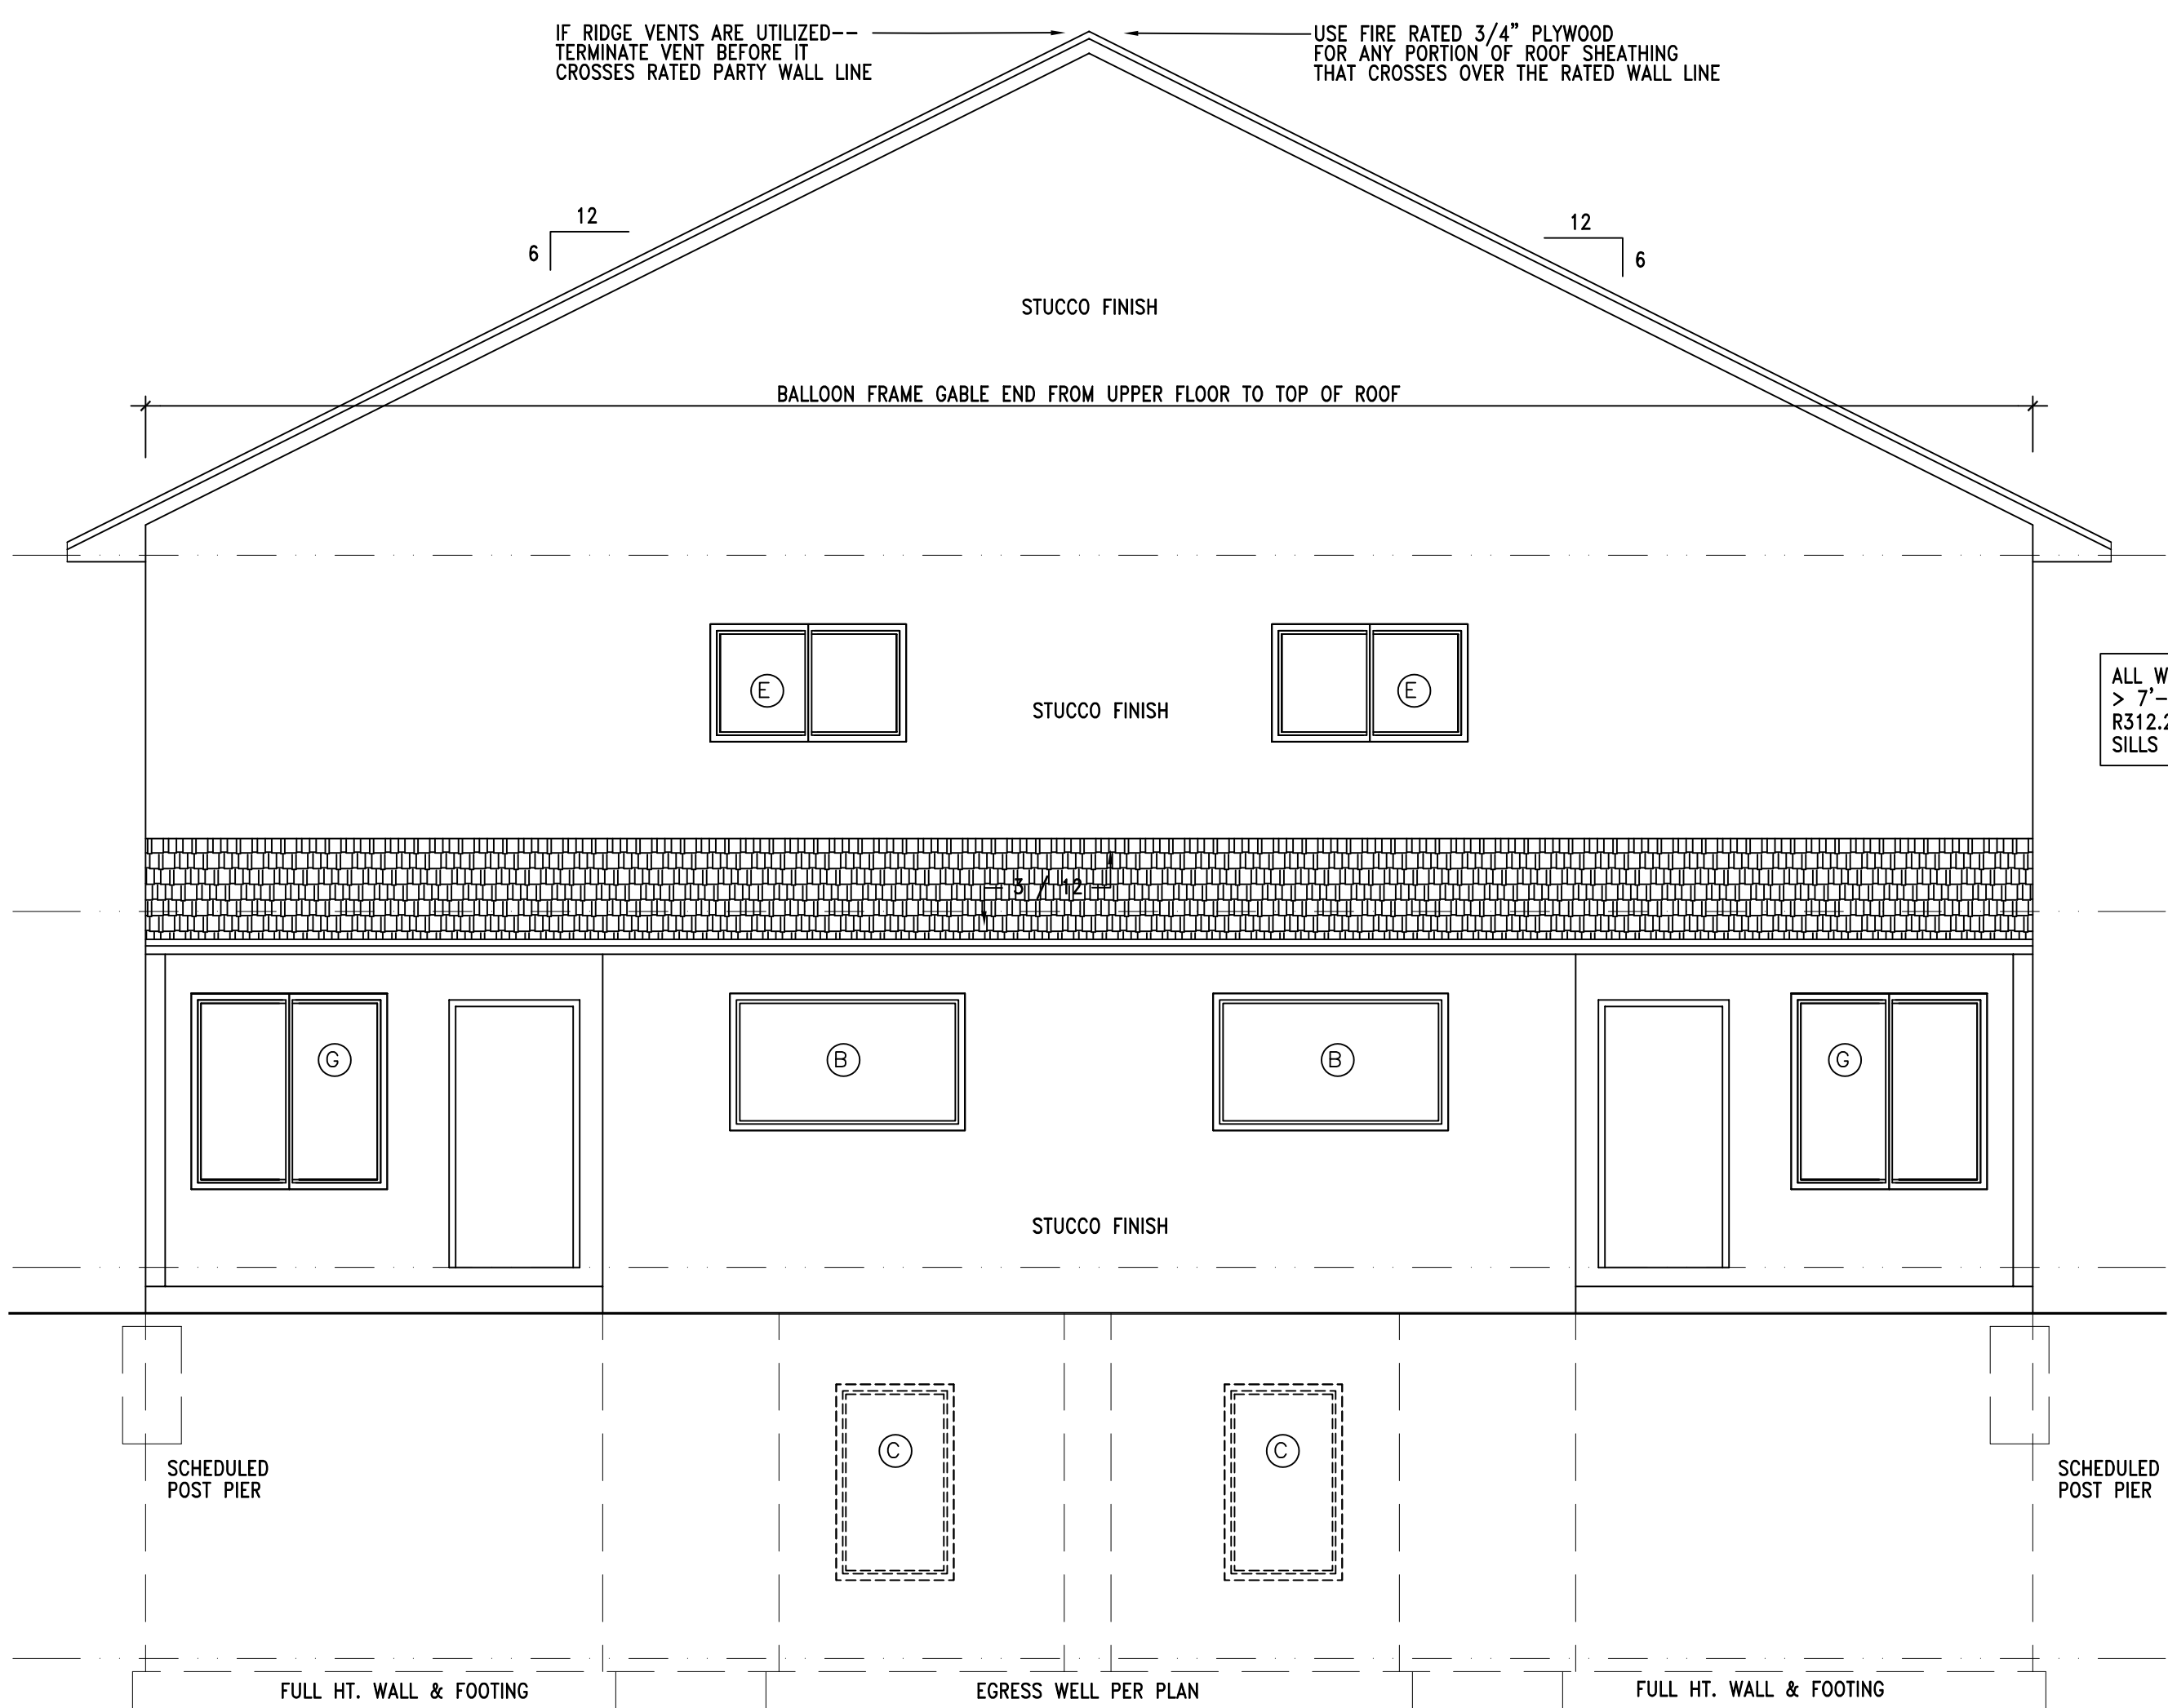 IF RIDGE VENTS ARE UTILIZED--
TERMINATE VENT BEFORE IT
CROSSES RATED PARTY WALL LINE
USE FIRE RATED 3/4" PLYWOOD
FOR ANY PORTION OF ROOF SHEATHING
THAT CROSSES OVER THE RATED WALL LINE
12
6
12
6
STUCCO FINISH
BALLOON FRAME GABLE END FROM UPPER FLOOR TO TOP OF ROOF
E
E
STUCCO FINISH
ALL W
> 7'-
R312.2
SILLS
3 / 12
G
B
B
G
STUCCO FINISH
C
C
SCHEDULED
POST PIER
SCHEDULED
POST PIER
FULL HT. WALL & FOOTING
EGRESS WELL PER PLAN
FULL HT. WALL & FOOTING